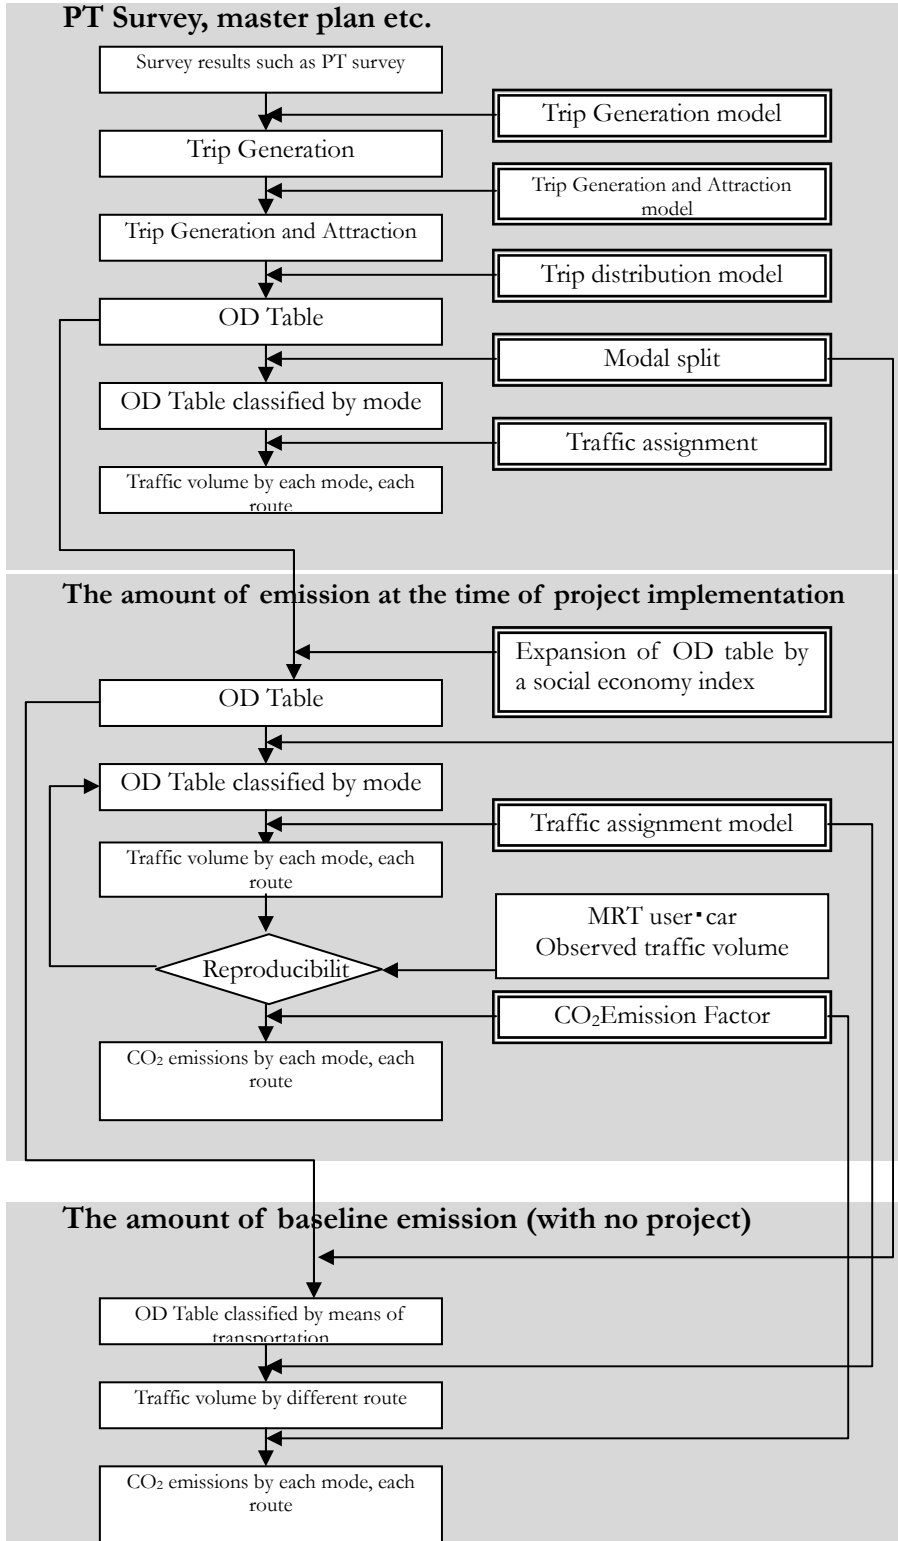 PT Survey, master plan etc.
Survey results such as PT survey
Trip Generation model
Trip Generation
Trip Generation and Attraction
model
Trip Generation and Attraction
Trip distribution model
OD Table
Modal split
OD Table classified by mode
Traffic assignment
Traffic volume by each mode, each
route
The amount of emission at the time of project implementation
Expansion of OD table by
a social economy index
OD Table
OD Table classified by mode
Traffic assignment model
Traffic volume by each mode, each
route
MRT user・car
Observed traffic volume
Reproducibilit
CO₂Emission Factor
CO₂ emissions by each mode, each
route
The amount of baseline emission (with no project)
OD Table classified by means of
transportation
Traffic volume by different route
CO₂ emissions by each mode, each
route